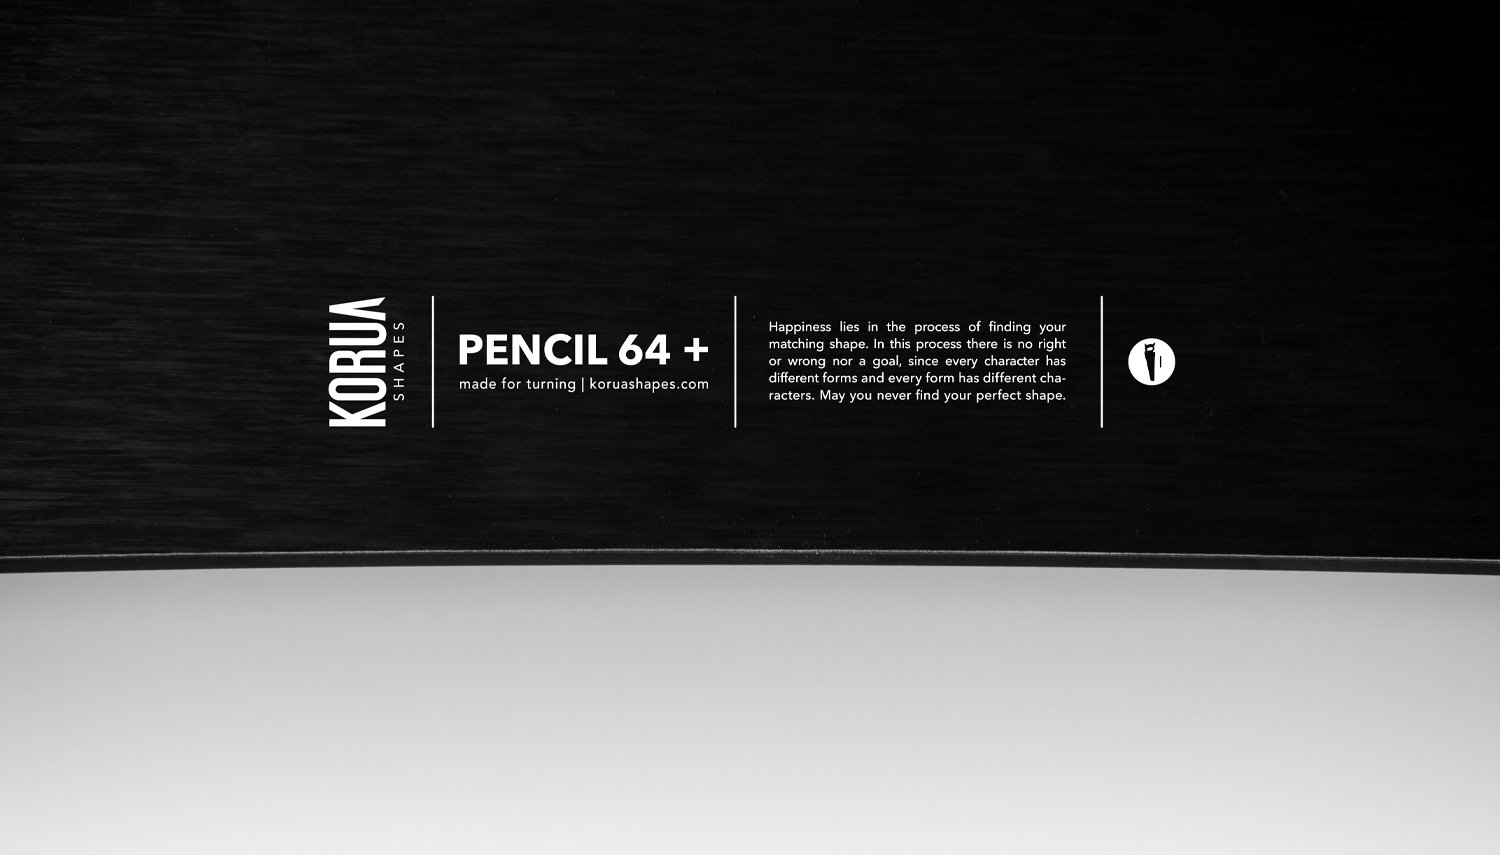 KORUA
SHAPES
PENCIL 64 +
made for turning | koruashapes.com
Happiness lies in the process of finding your
matching shape. In this process there is no right
or wrong nor a goal, since every character has
different forms and every form has different cha-
racters. May you never find your perfect shape.